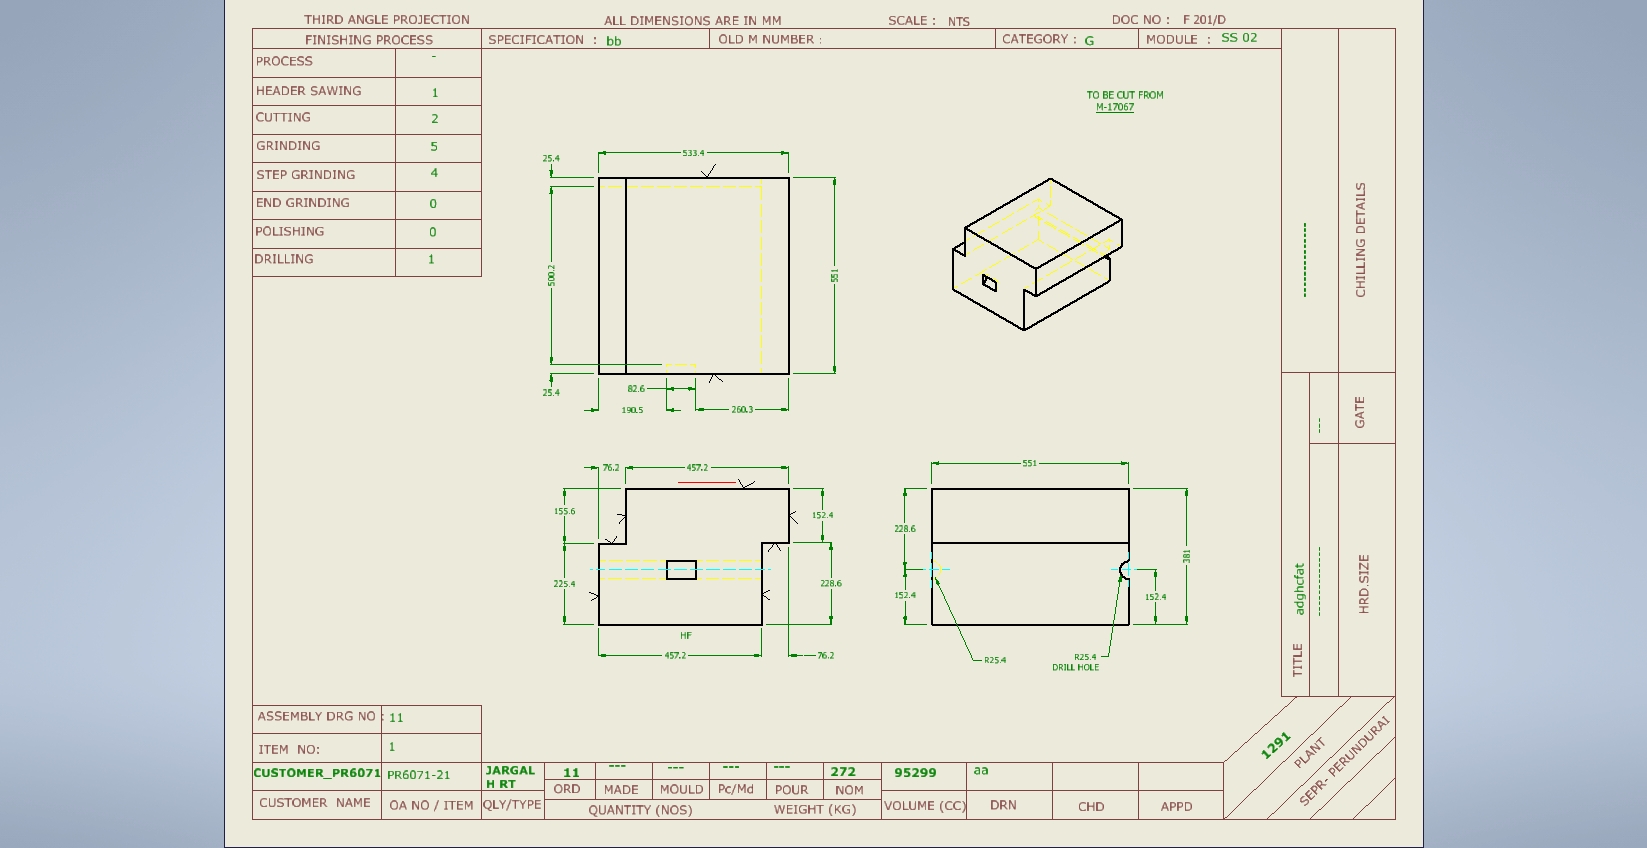 THIRD ANGLE PROJECTION
ALL DIMENSIONS ARE IN MM
SCALE : NTS
DOC NO : F 201/D
FINISHING PROCESS
SPECIFICATION : bb
OLD M NUMBER :
CATEGORY : G
MODULE : SS 02
PROCESS -
HEADER SAWING 1
CUTTING 2
GRINDING 5
STEP GRINDING 4
END GRINDING 0
POLISHING 0
DRILLING 1
TO BE CUT FROM
M-17067
25.4
533.4
500.2
551
25.4
82.6
190.5
260.3
76.2
457.2
155.6
152.4
225.4
228.6
HF
457.2
76.2
551
228.6
381
152.4
152.4
R25.4
R25.4
DRILL HOLE
CHILLING DETAILS
---
GATE
HRD.SIZE
adghcfat
TITLE
ASSEMBLY DRG NO : 11
ITEM NO: 1
CUSTOMER_PR6071
PR6071-21
JARGAL
H RT
11
---
---
---
---
272
95299
aa
ORD
MADE
MOULD
Pc/Md
POUR
NOM
CUSTOMER NAME
OA NO / ITEM
QLY/TYPE
QUANTITY (NOS)
WEIGHT (KG)
VOLUME (CC)
DRN
CHD
APPD
1291
PLANT
SEPR- PERUNDURAI